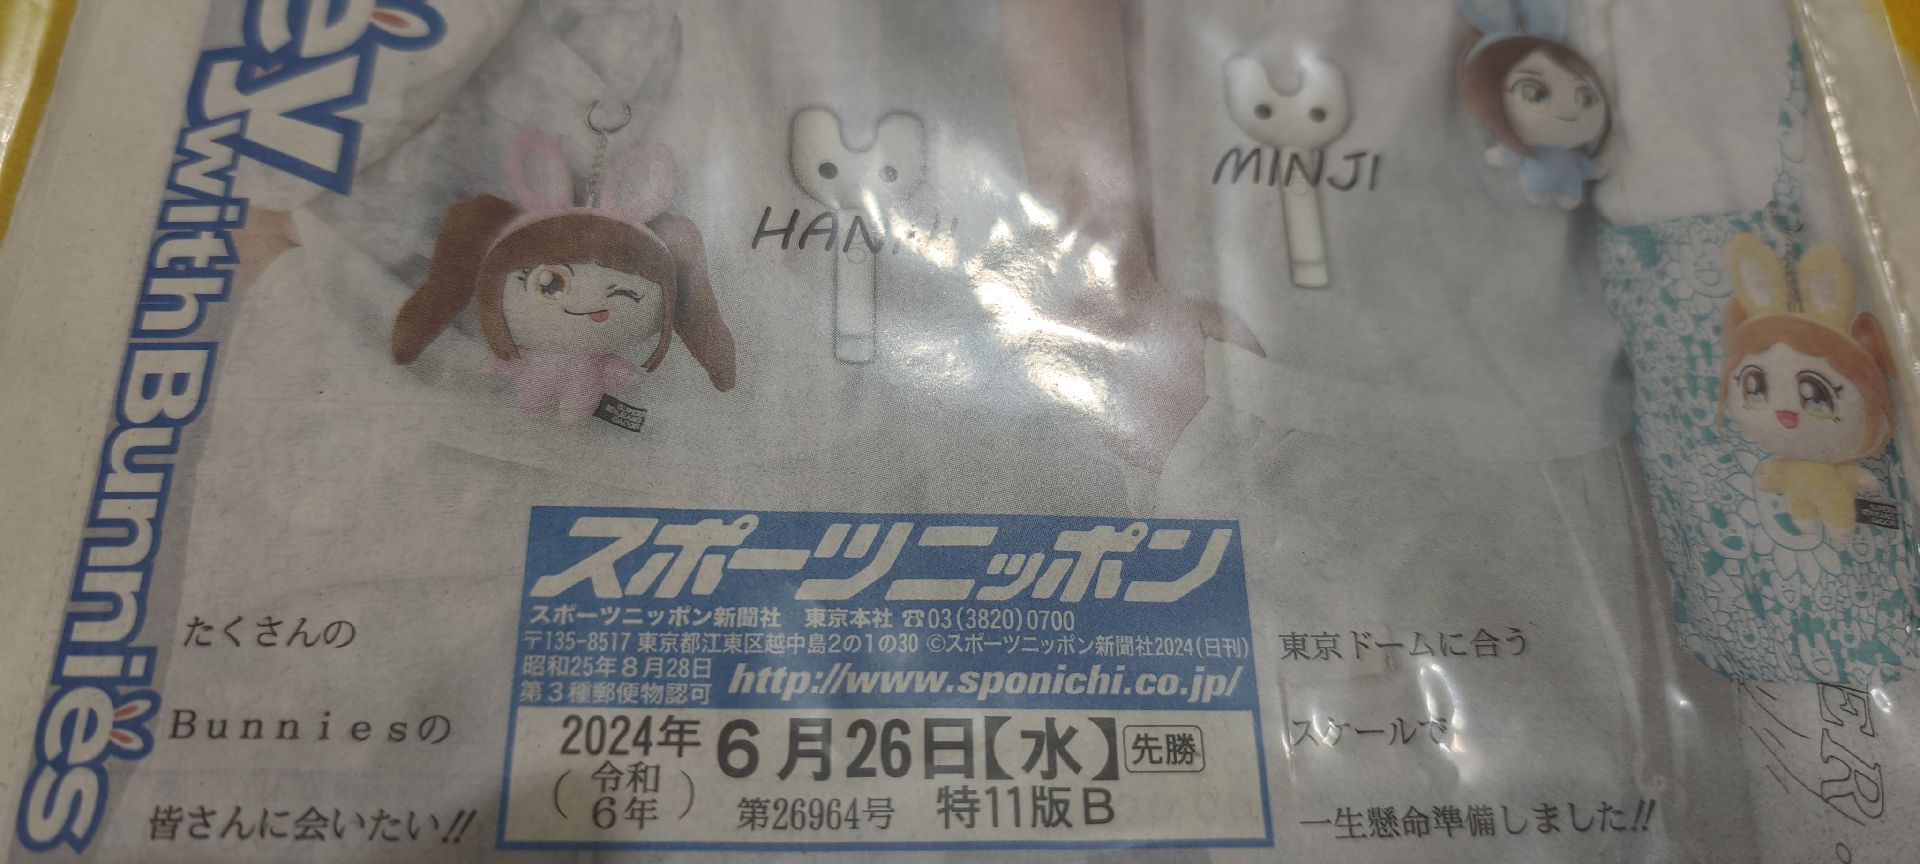 ey with Bunnies
HANNI
MINJI
スポーツニッポン
スポーツニッポン新聞社 東京本社 ☎03(3820)0700
〒135-8517 東京都江東区越中島2の1の30 ©スポーツニッポン新聞社2024(日刊)
昭和25年8月28日
第3種郵便物認可
http://www.sponichi.co.jp/
2024年
(令和6年)
6月26日【水】先勝
第26964号 特11版B
たくさんの
Bunniesの
皆さんに会いたい!!
東京ドームに合う
スケールで
一生懸命準備しました!!
ER